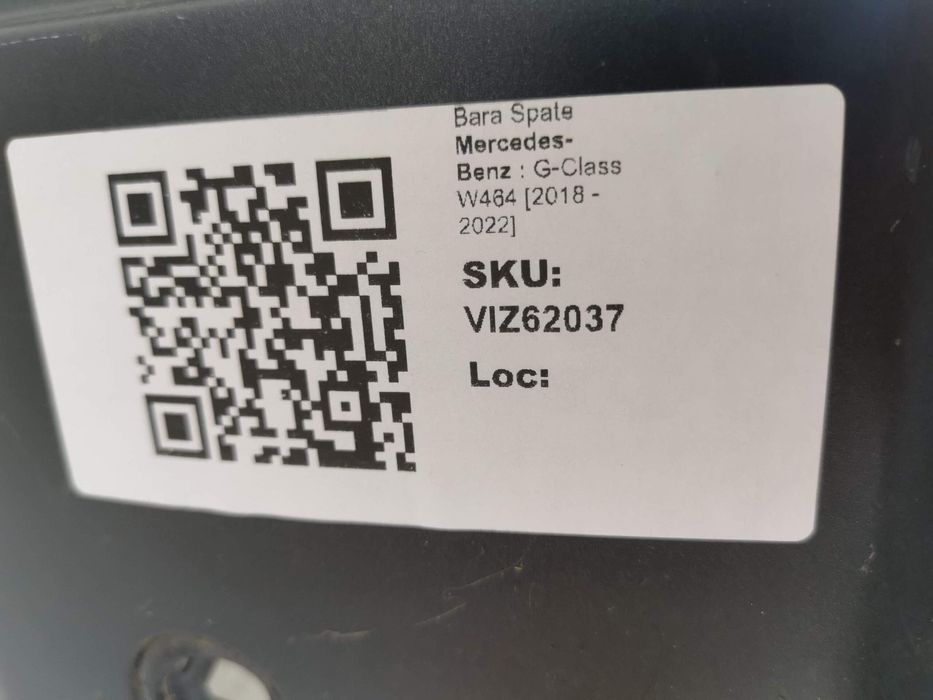 Bara Spate
Mercedes-
Benz : G-Class
W464 [2018 -
2022]
SKU:
VIZ62037
Loc: